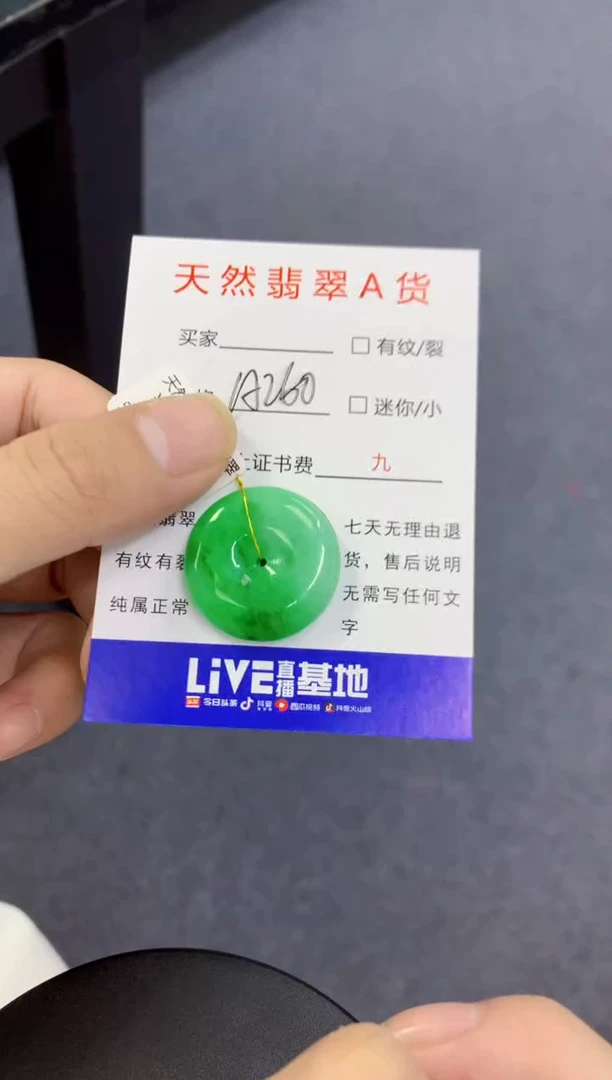 天然翡翠A货
买家
□ 有纹/裂
1A260
□ 迷你/小
证书费 九
翡翠
有纹有裂
纯属正常
七天无理由退
货，售后说明
无需写任何文
字
LiVE直播基地
今日头条 抖音 西瓜视频 抖音火山版